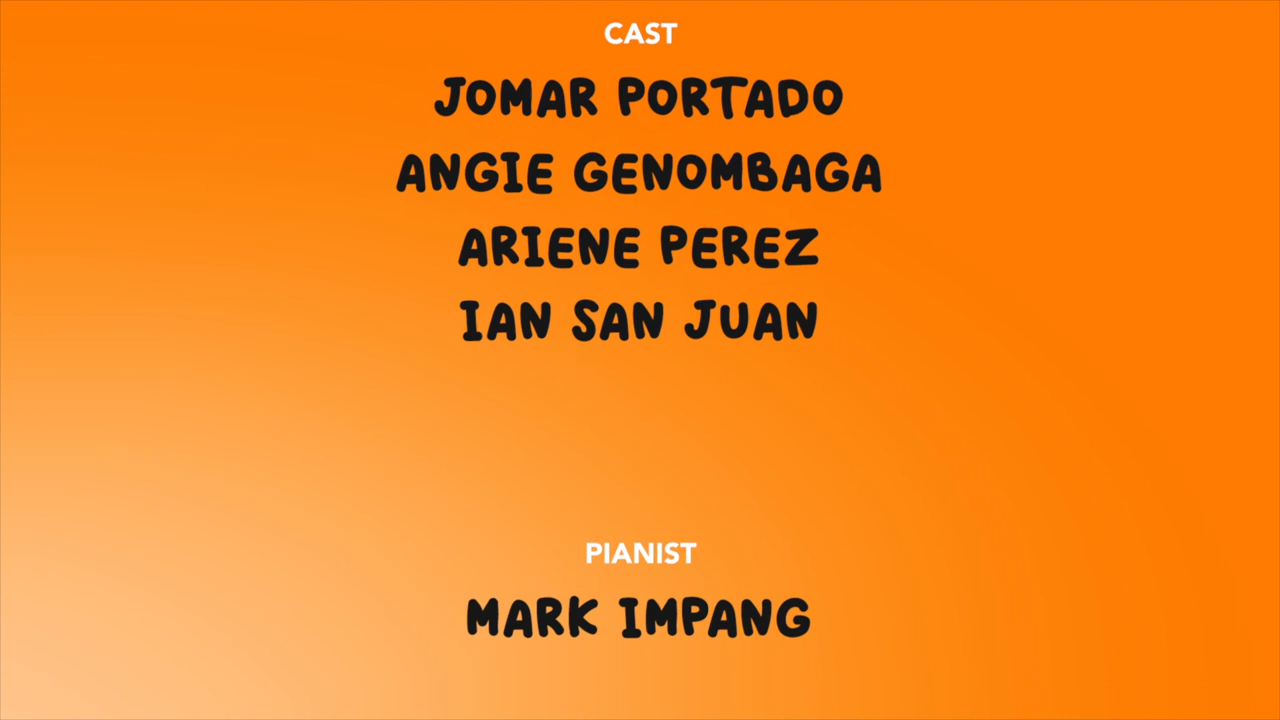 CAST
JOMAR PORTADO
ANGIE GENOMBAGA
ARIENE PEREZ
IAN SAN JUAN
PIANIST
MARK IMPANG